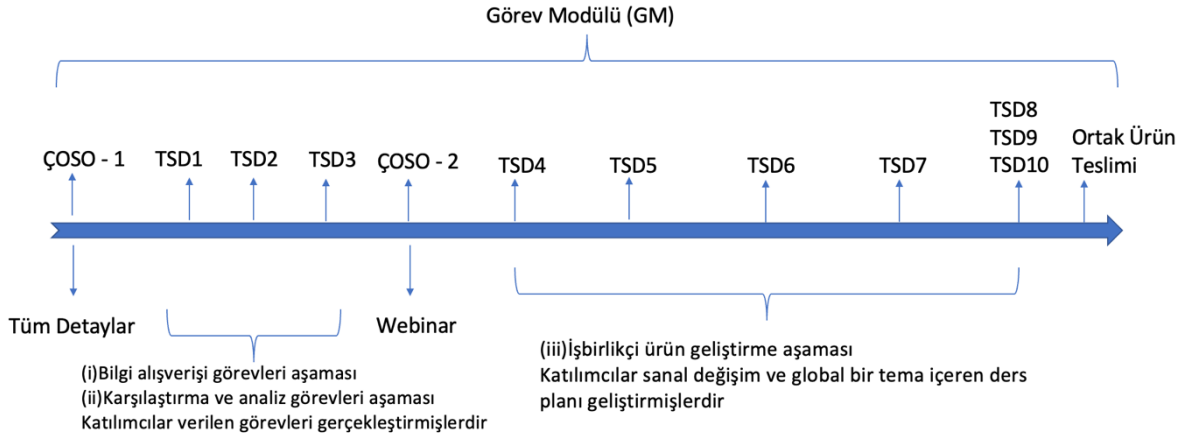 Görev Modülü (GM)
ÇOSO - 1
TSD1
TSD2
TSD3
ÇOSO - 2
TSD4
TSD5
TSD6
TSD7
TSD8
TSD9
TSD10
Ortak Ürün
Teslimi
Tüm Detaylar
Webinar
(i)Bilgi alışverişi görevleri aşaması
(ii)Karşılaştırma ve analiz görevleri aşaması
Katılımcılar verilen görevleri gerçekleştirmişlerdir
(iii)İşbirlikçi ürün geliştirme aşaması
Katılımcılar sanal değişim ve global bir tema içeren ders
planı geliştirmişlerdir